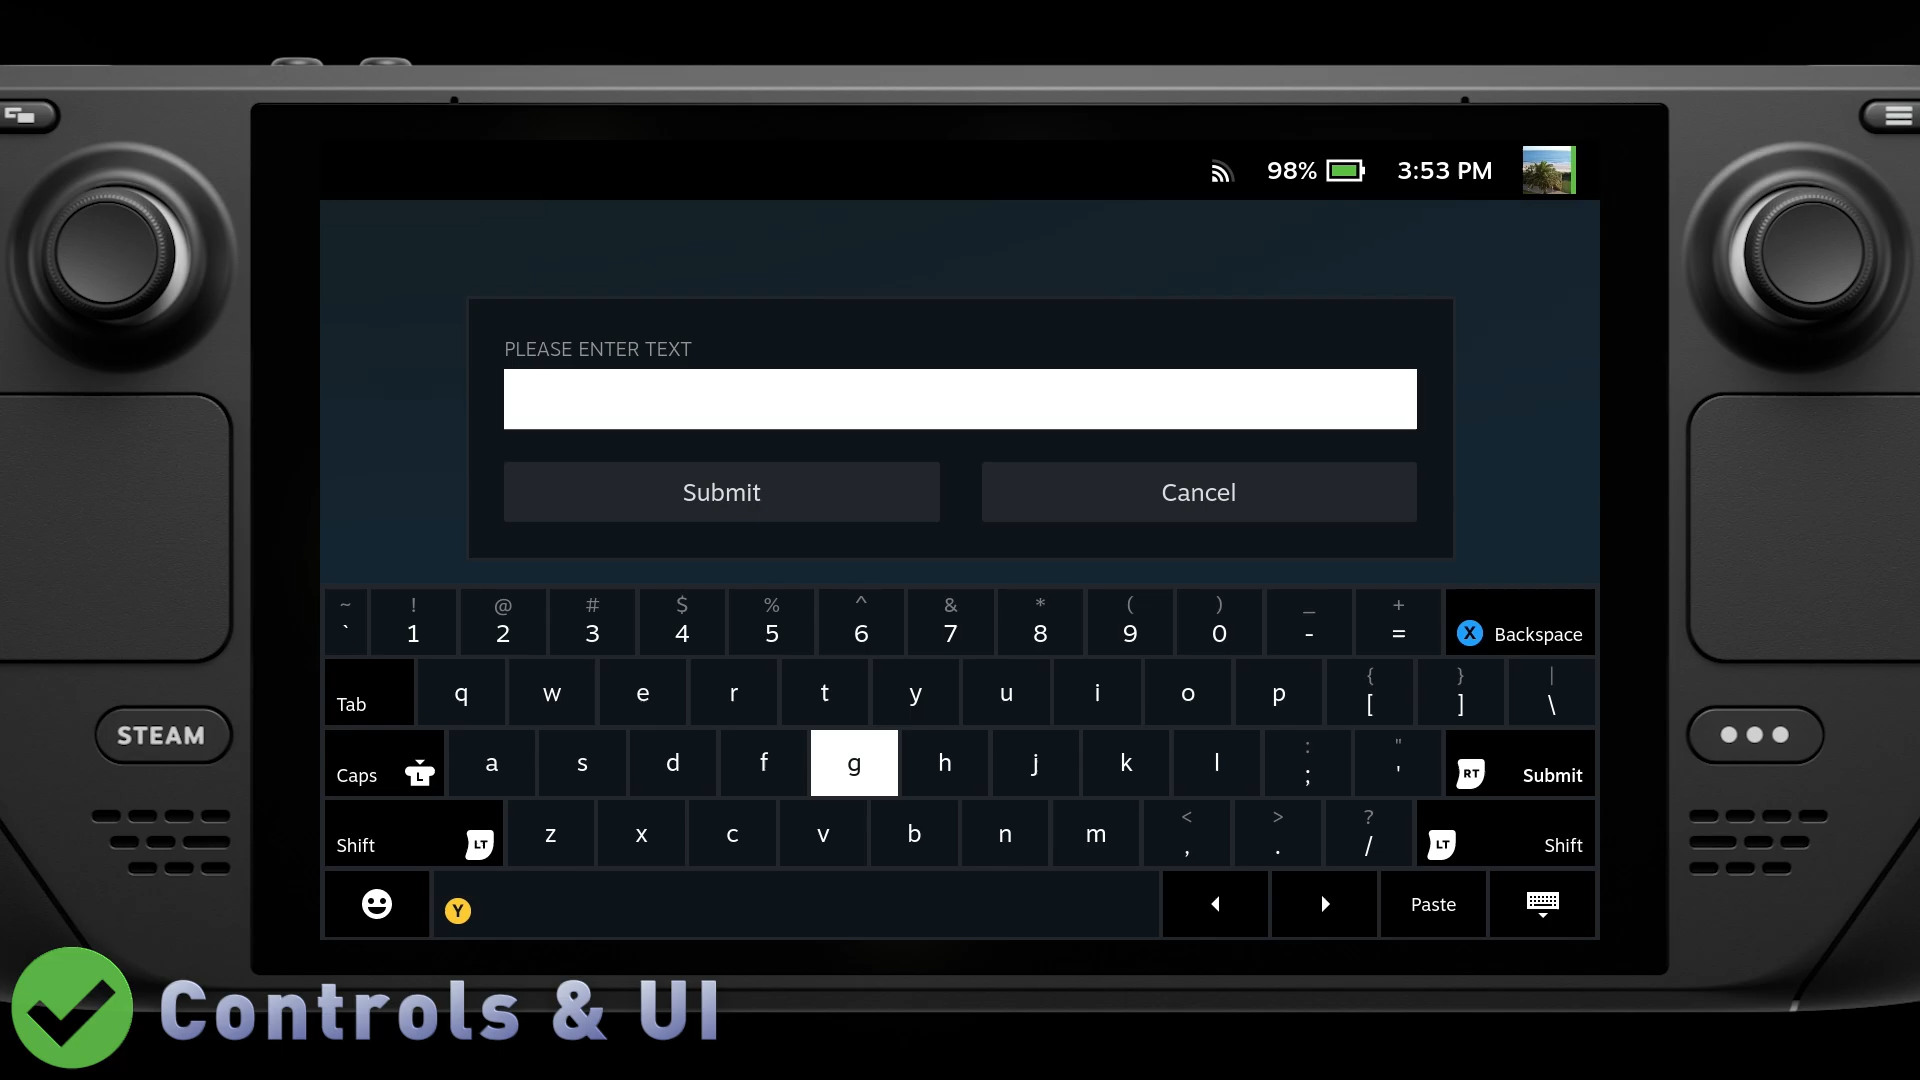 98% 3:53 PM
PLEASE ENTER TEXT
Submit Cancel
~ ! @ # $ % ^ & * ( ) _ +
` 1 2 3 4 5 6 7 8 9 0 - = X Backspace
Tab q w e r t y u i o p { [ } ] | \
Caps L a s d f g h j k l : ; " ' RT Submit
Shift LT z x c v b n m < , > . ? / LT Shift
Y Paste
STEAM
Controls & UI